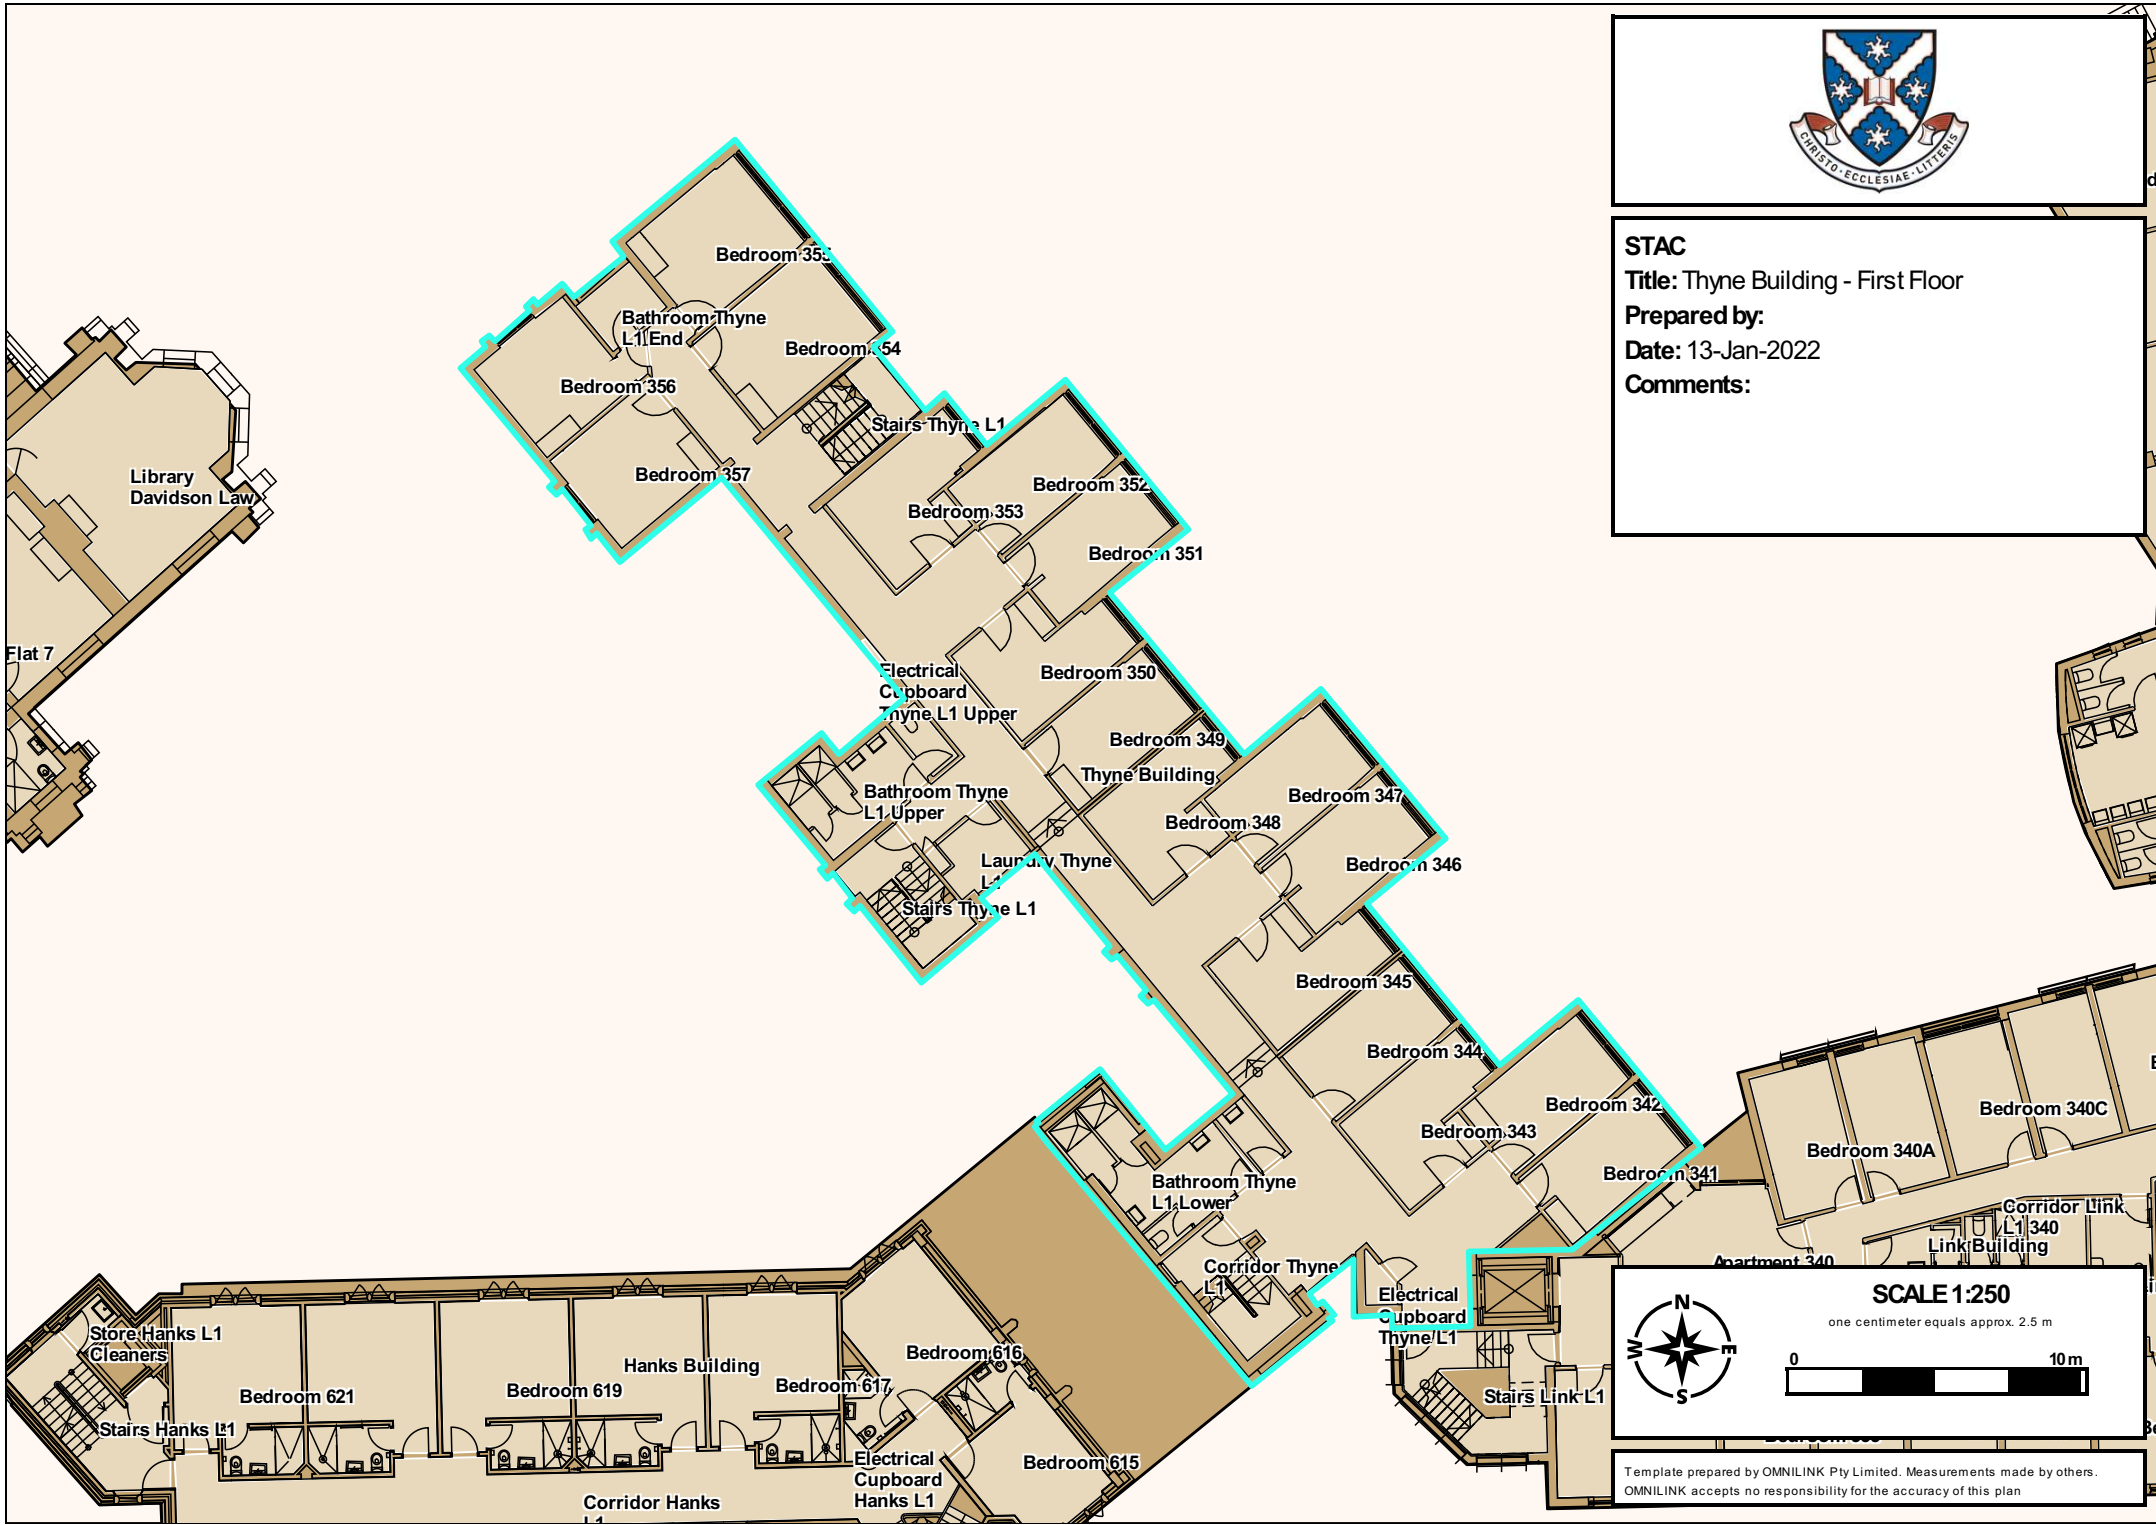 CHRISTO·ECCLESIAE·LITTERIS
STAC
Title: Thyne Building - First Floor
Prepared by:
Date: 13-Jan-2022
Comments:
Bedroom 355
Bathroom Thyne
L1 End
Bedroom 354
Bedroom 356
Stairs Thyne L1
Bedroom 357
Bedroom 352
Bedroom 353
Bedroom 351
Library
Davidson Law
Flat 7
Electrical
Cupboard
Thyne L1 Upper
Bedroom 350
Bedroom 349
Thyne Building
Bathroom Thyne
L1 Upper
Bedroom 347
Bedroom 348
Bedroom 346
Laundry Thyne
L1
Stairs Thyne L1
Bedroom 345
Bedroom 344
Bedroom 342
Bedroom 343
Bedroom 341
Bathroom Thyne
L1 Lower
Corridor Thyne
L1
Electrical
Cupboard
Thyne L1
Bedroom 340C
Bedroom 340A
Corridor Link
L1 340
Link Building
Apartment 340
Stairs Link L1
Store Hanks L1
Cleaners
Hanks Building
Bedroom 616
Bedroom 617
Bedroom 619
Bedroom 621
Stairs Hanks L1
Bedroom 615
Electrical
Cupboard
Hanks L1
Corridor Hanks
L1
N
W
E
S
SCALE 1:250
one centimeter equals approx. 2.5 m
0 10 m
Template prepared by OMNILINK Pty Limited. Measurements made by others.
OMNILINK accepts no responsibility for the accuracy of this plan